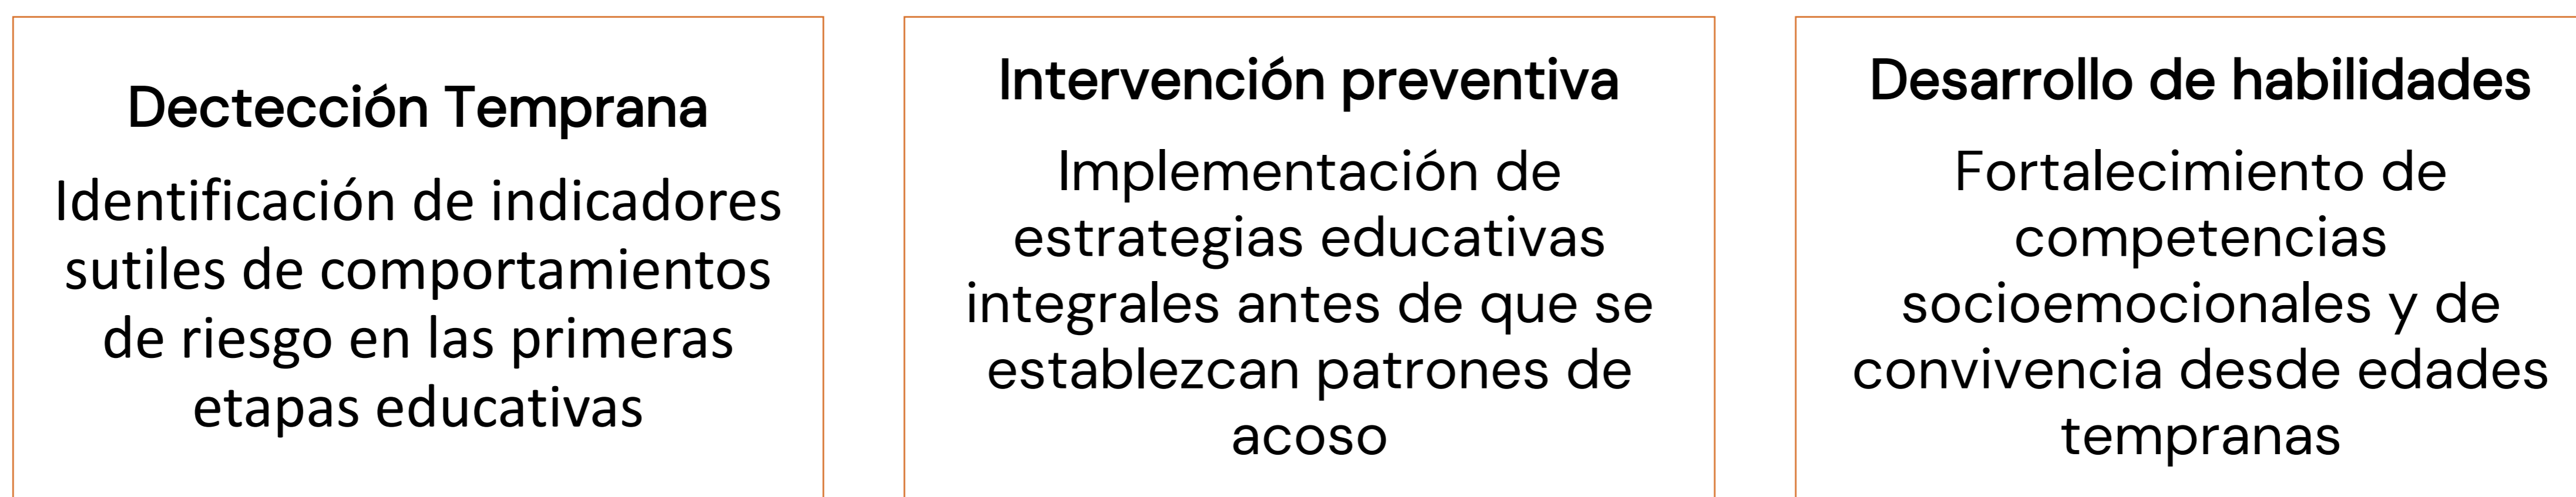 Dectección Temprana
Identificación de indicadores
sutiles de comportamientos
de riesgo en las primeras
etapas educativas
Intervención preventiva
Implementación de
estrategias educativas
integrales antes de que se
establezcan patrones de
acoso
Desarrollo de habilidades
Fortalecimiento de
competencias
socioemocionales y de
convivencia desde edades
tempranas